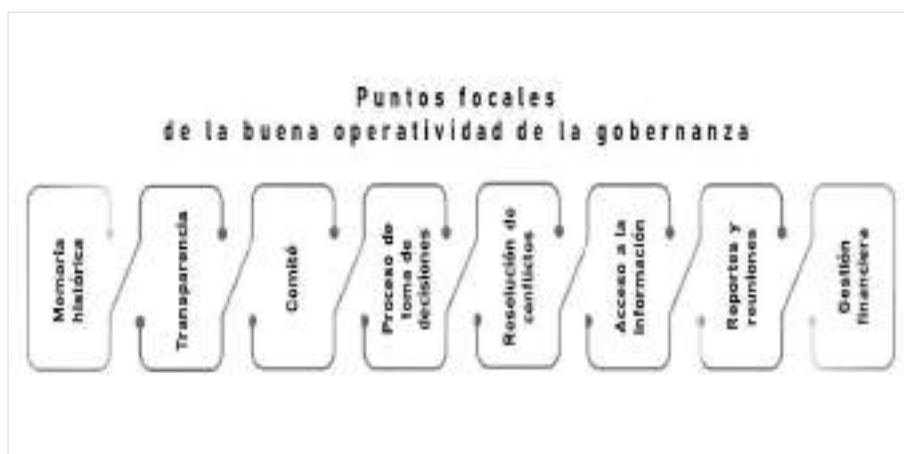 Puntos focales
de la buena operatividad de la gobernanza
Memoria
histórica
Transparencia
Comité
Proceso de
toma de
decisiones
Resolución de
conflictos
Acceso a la
información
Reportes y
reuniones
Gestión
financiera